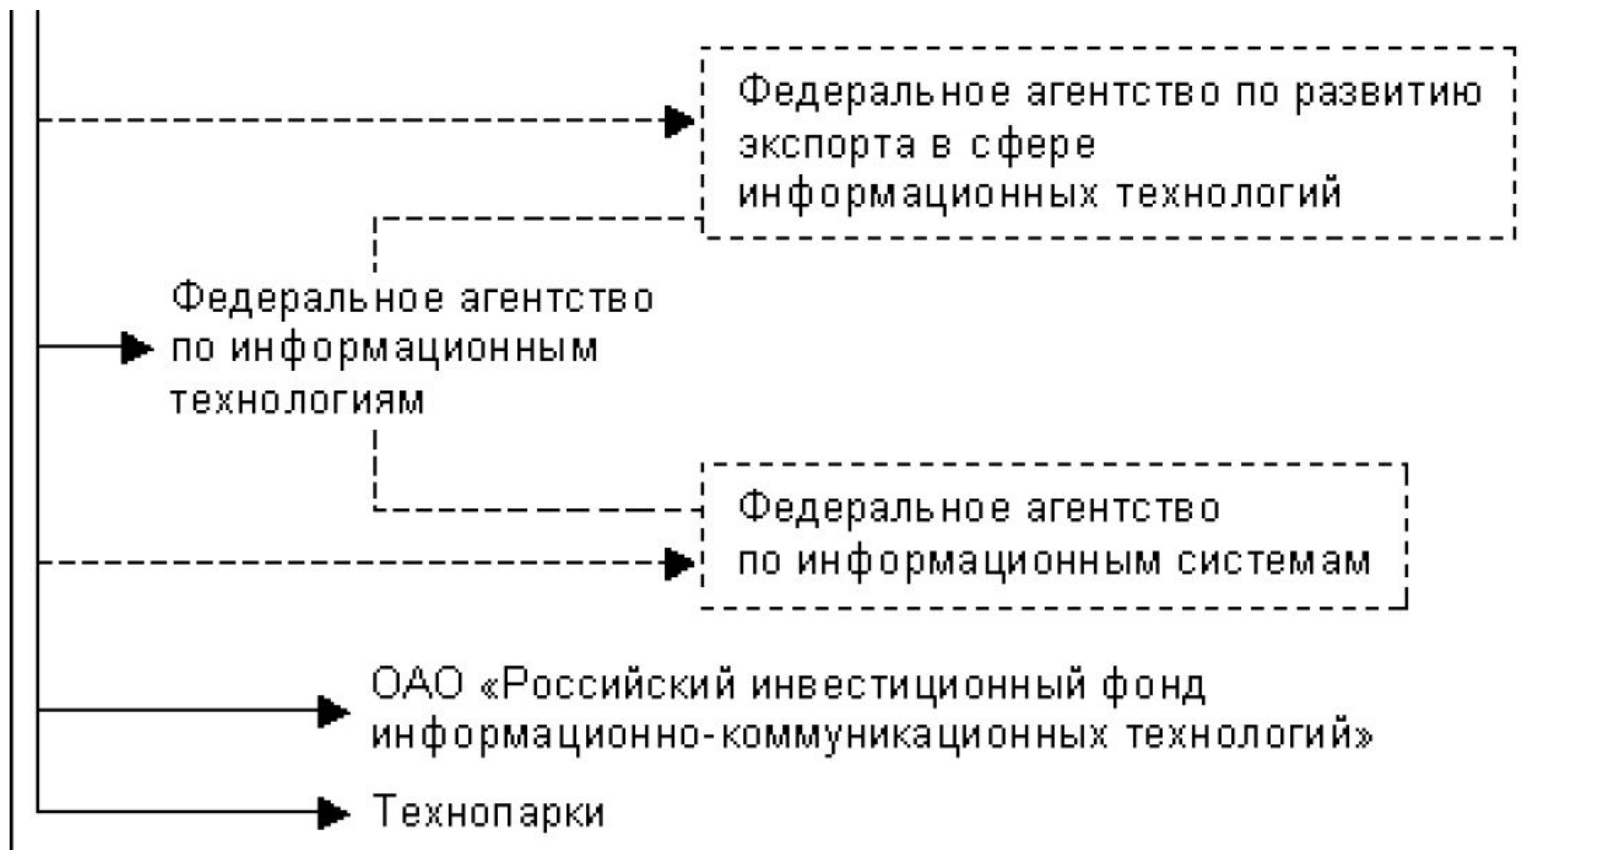 Федеральное агентство по развитию
экспорта в сфере
информационных технологий
Федеральное агентство
по информационным
технологиям
Федеральное агентство
по информационным системам
ОАО «Российский инвестиционный фонд
информационно-коммуникационных технологий»
Технопарки